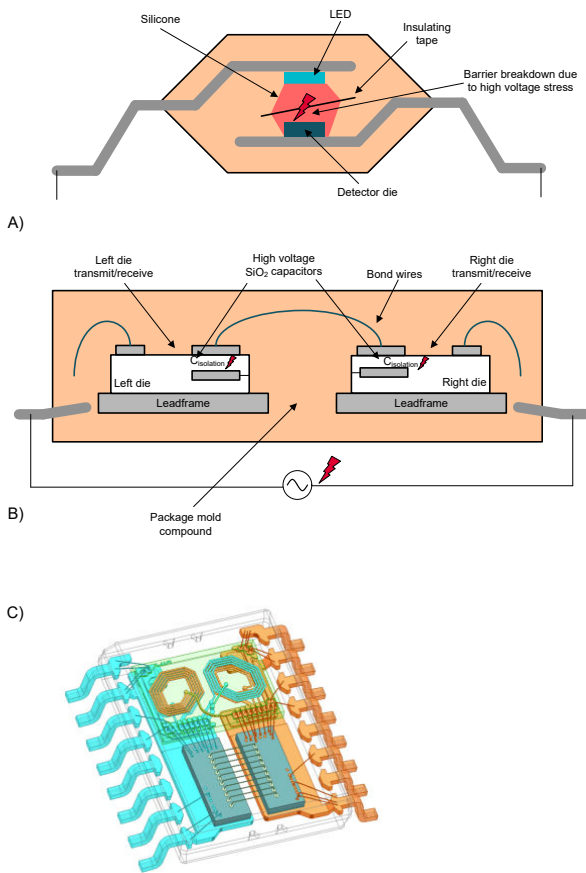 LED
Silicone
Insulating
tape
Barrier breakdown due
to high voltage stress
Detector die
A)
Left die
transmit/receive
High voltage
SiO₂ capacitors
Bond wires
Right die
transmit/receive
Cisolation
Cisolation
Left die
Right die
Leadframe
Leadframe
B)
Package mold
compound
C)